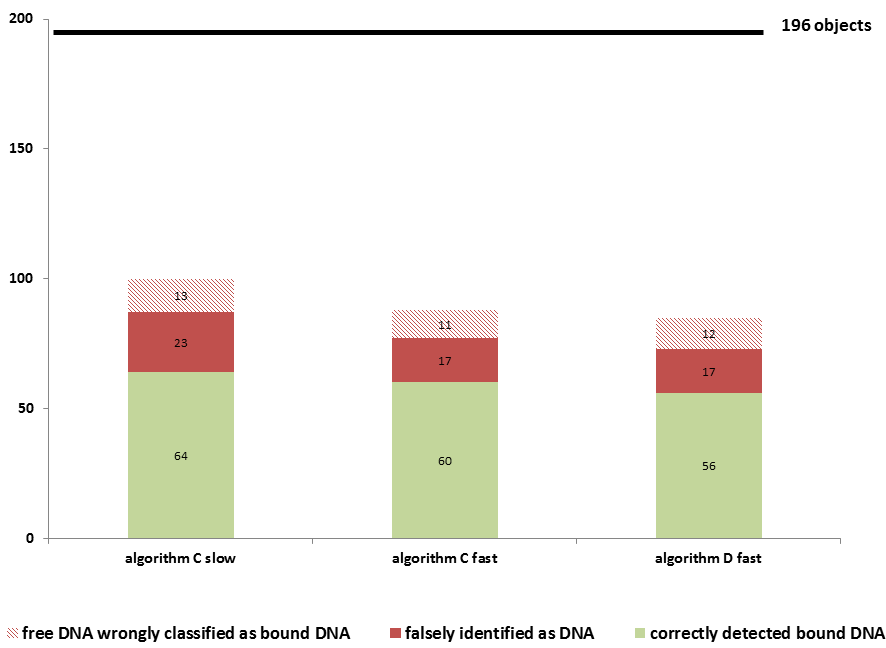 200
196 objects
150
100
50
0
13
23
64
11
17
60
12
17
56
algorithm C slow
algorithm C fast
algorithm D fast
free DNA wrongly classified as bound DNA
falsely identified as DNA
correctly detected bound DNA